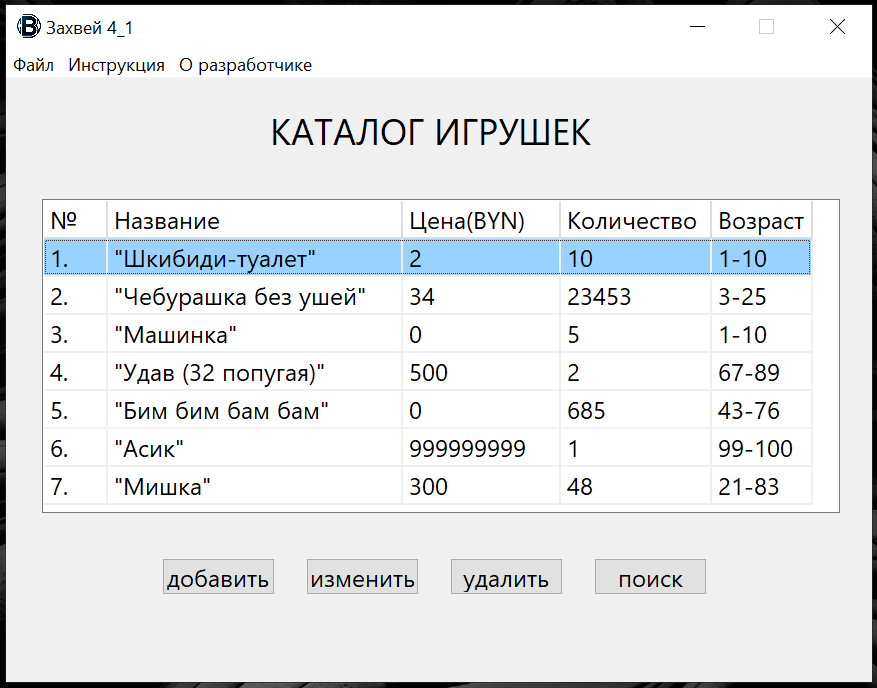 B Захвей 4_1
Файл Инструкция О разработчике
КАТАЛОГ ИГРУШЕК
№ Название Цена(BYN) Количество Возраст
1. "Шкибиди-туалет" 2 10 1-10
2. "Чебурашка без ушей" 34 23453 3-25
3. "Машинка" 0 5 1-10
4. "Удав (32 попугая)" 500 2 67-89
5. "Бим бим бам бам" 0 685 43-76
6. "Асик" 999999999 1 99-100
7. "Мишка" 300 48 21-83
добавить изменить удалить поиск